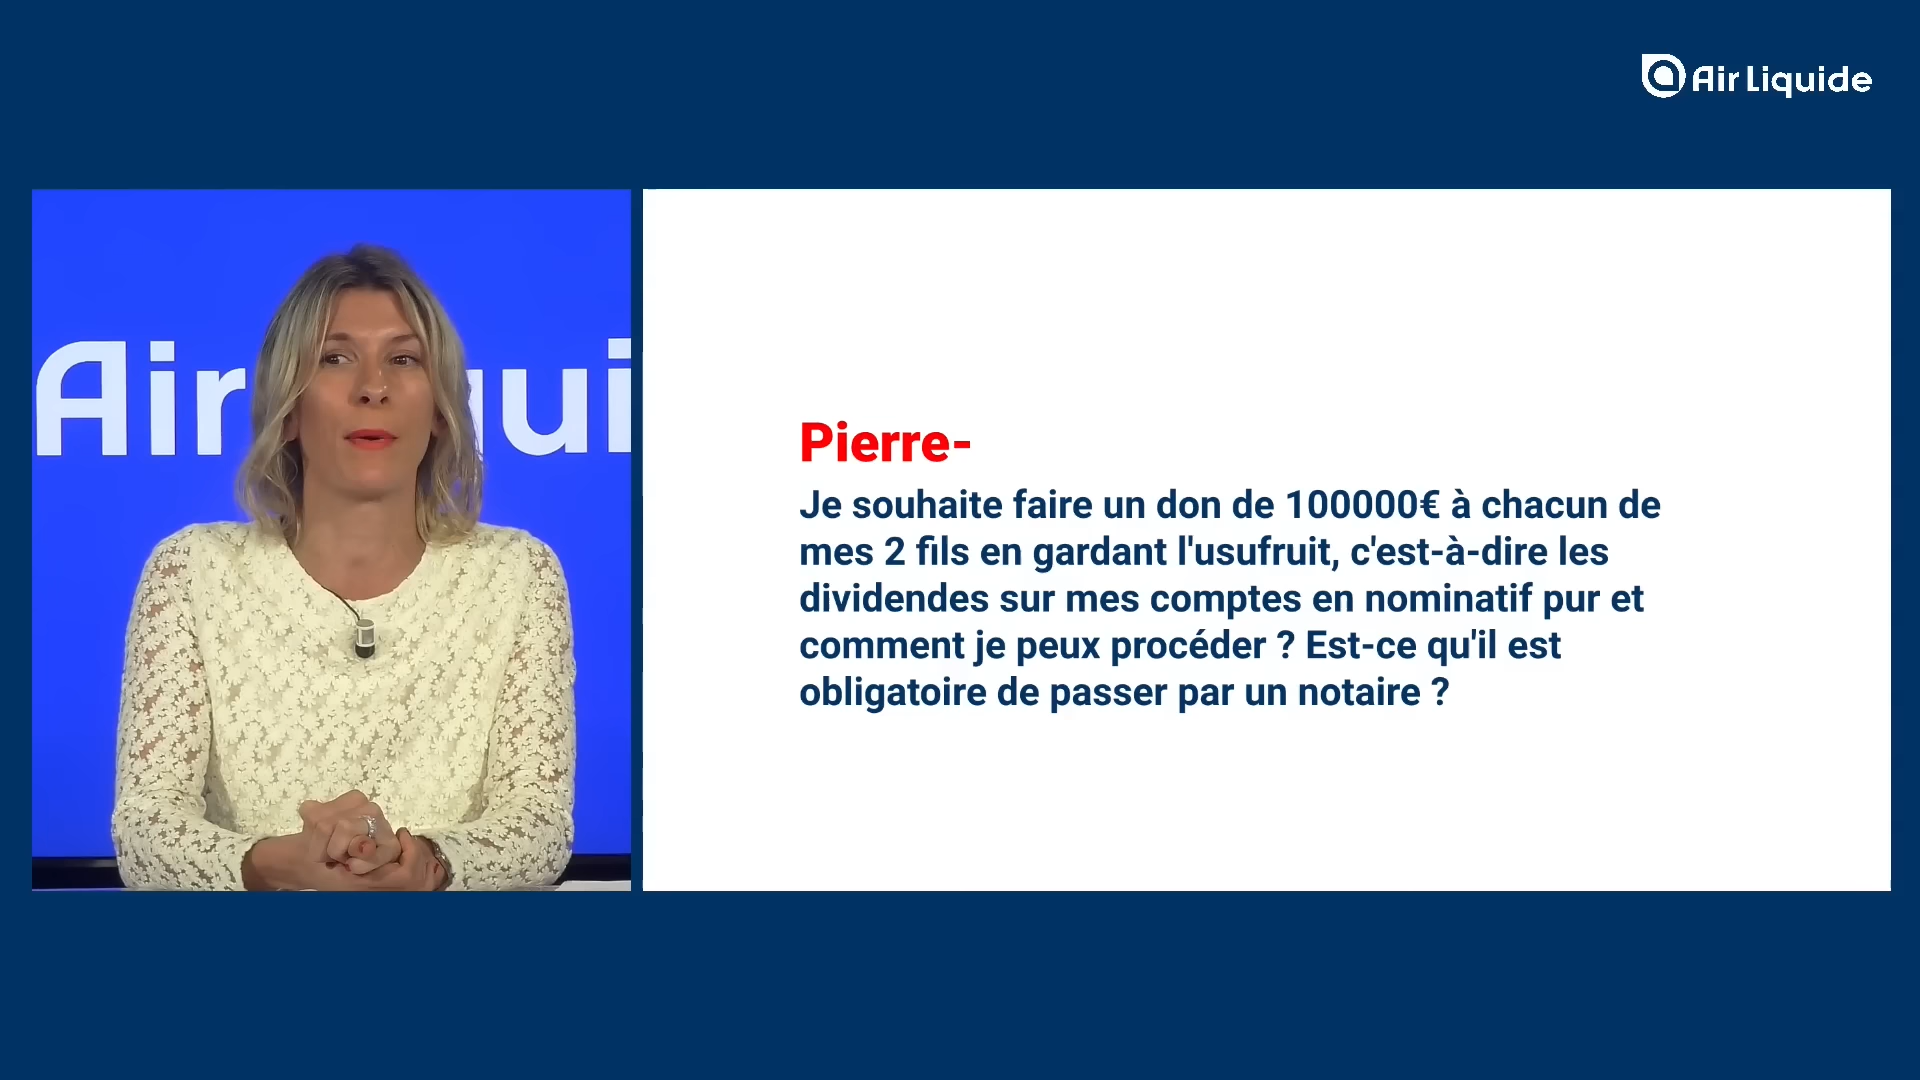 Air Liquide
Air qui
Pierre-
Je souhaite faire un don de 100000€ à chacun de
mes 2 fils en gardant l'usufruit, c'est-à-dire les
dividendes sur mes comptes en nominatif pur et
comment je peux procéder ? Est-ce qu'il est
obligatoire de passer par un notaire ?